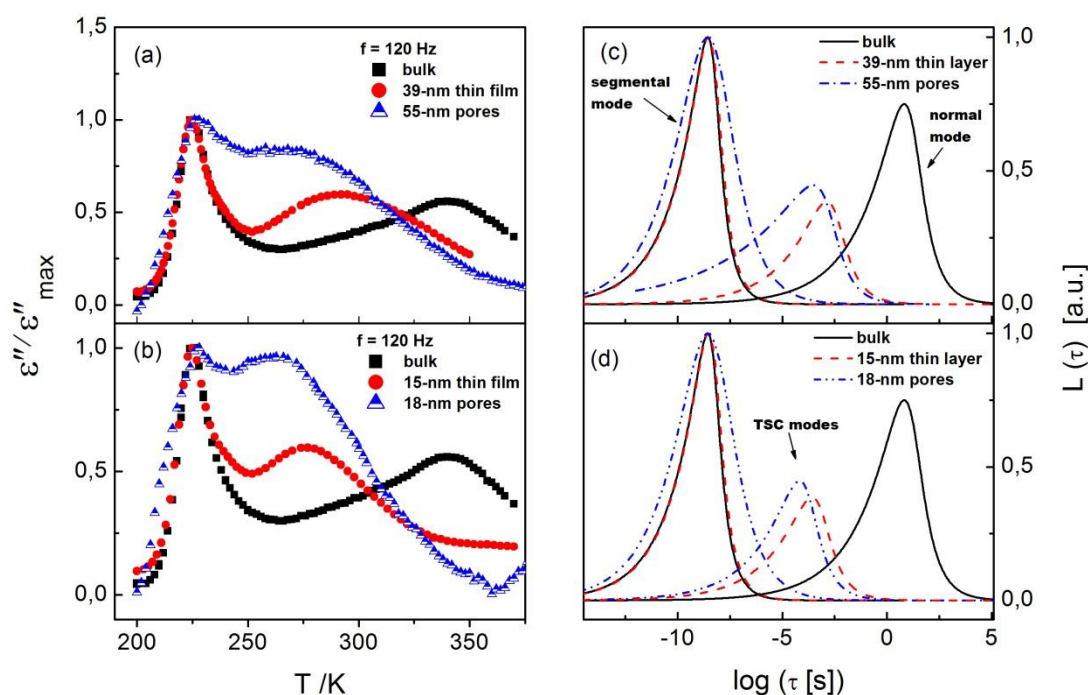 (a)
f = 120 Hz
bulk
39-nm thin film
55-nm pores
1,5
1,0
0,5
0,0
(b)
f = 120 Hz
bulk
15-nm thin film
18-nm pores
1,0
0,5
0,0
200 250 300 350
ε''/ε''max
T /K
(c)
bulk
39-nm thin layer
55-nm pores
segmental
mode
normal
mode
1,0
0,5
0,0
(d)
bulk
15-nm thin layer
18-nm pores
TSC modes
1,0
0,5
0,0
-10 -5 0 5
L (τ) [a.u.]
log (τ [s])